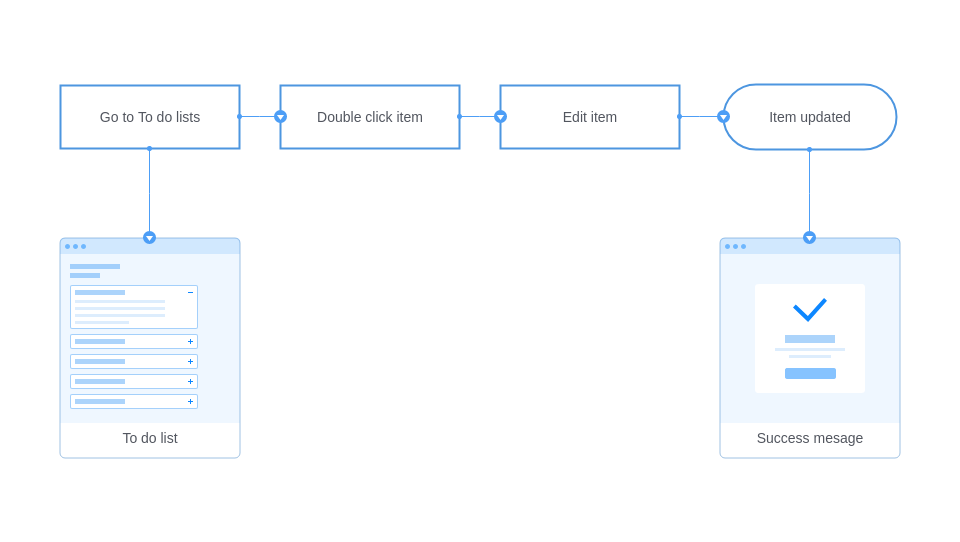 Go to To do lists
Double click item
Edit item
Item updated
To do list
Success mesage